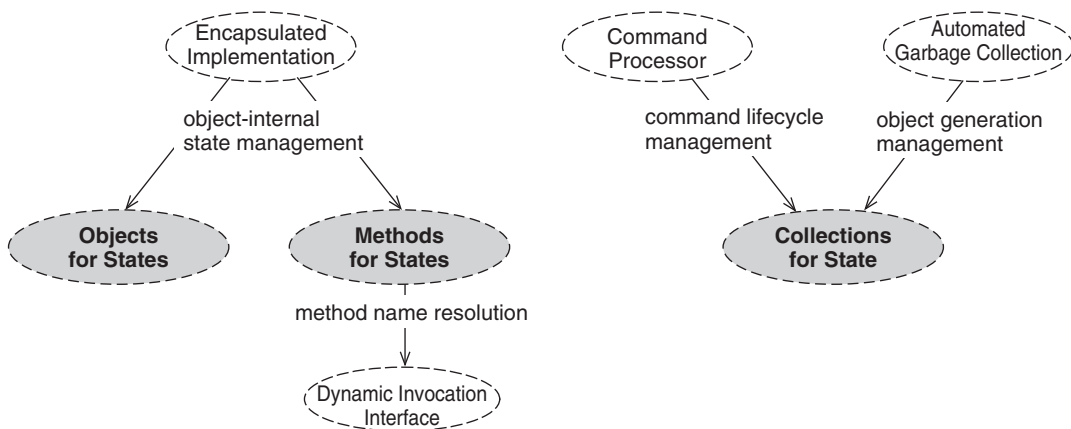 Encapsulated
Implementation
object-internal
state management
Objects
for States
Methods
for States
method name resolution
Dynamic Invocation
Interface
Command
Processor
Automated
Garbage Collection
command lifecycle
management
object generation
management
Collections
for State